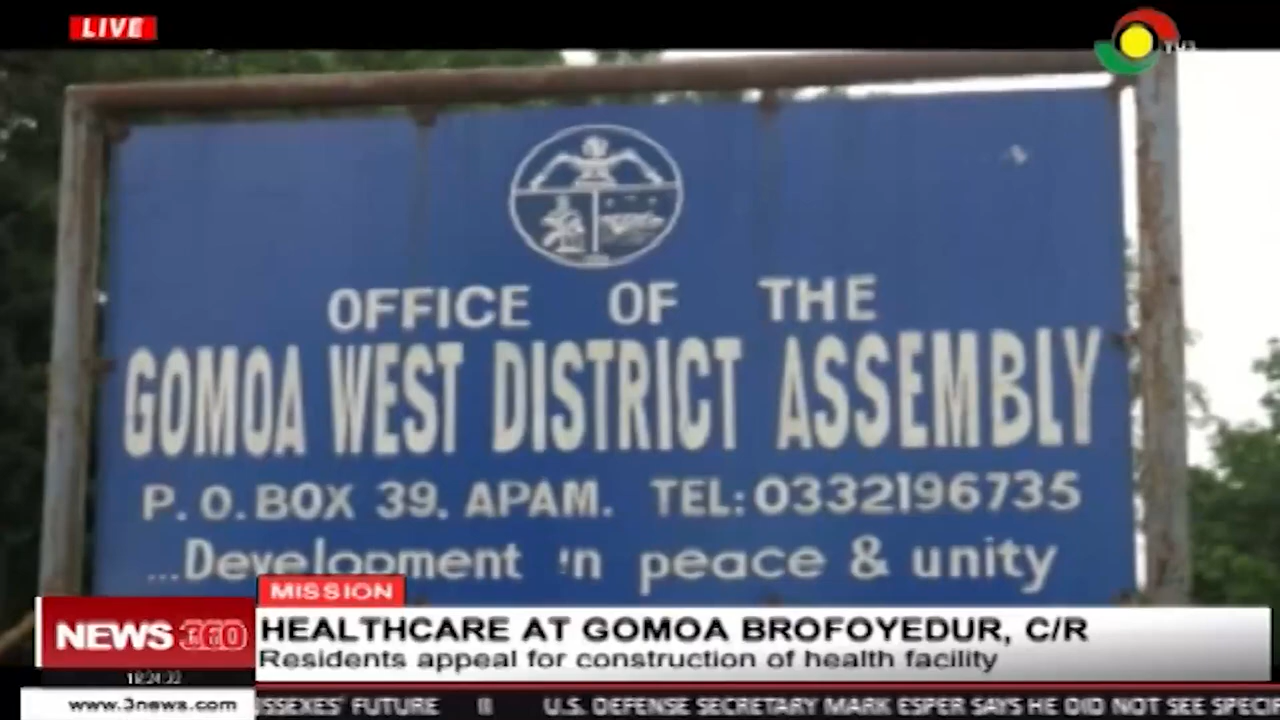 LIVE
TV3
OFFICE OF THE
GOMOA WEST DISTRICT ASSEMBLY
P. O. BOX 39. APAM. TEL: 0332196735
...Development in peace & unity
MISSION
NEWS 360
HEALTHCARE AT GOMOA BROFOYEDUR, C/R
Residents appeal for construction of health facility
www.3news.com
SSEXES' FUTURE || U.S. DEFENSE SECRETARY MARK ESPER SAYS HE DID NOT SEE SPECIF